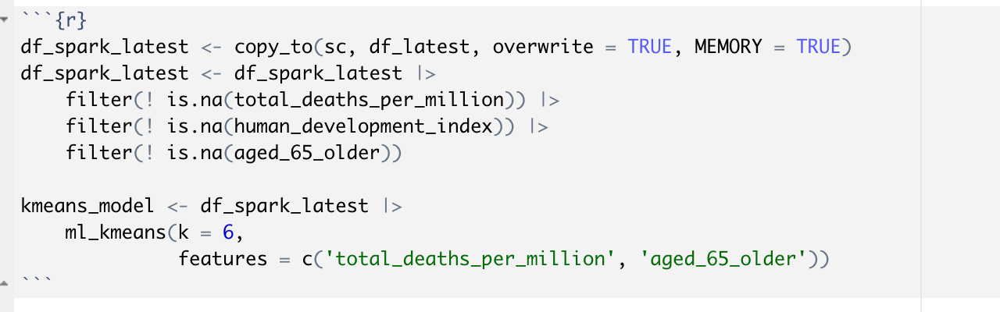 ```{r}
df_spark_latest <- copy_to(sc, df_latest, overwrite = TRUE, MEMORY = TRUE)
df_spark_latest <- df_spark_latest |>
    filter(! is.na(total_deaths_per_million)) |>
    filter(! is.na(human_development_index)) |>
    filter(! is.na(aged_65_older))

kmeans_model <- df_spark_latest |>
    ml_kmeans(k = 6,
              features = c('total_deaths_per_million', 'aged_65_older'))
```